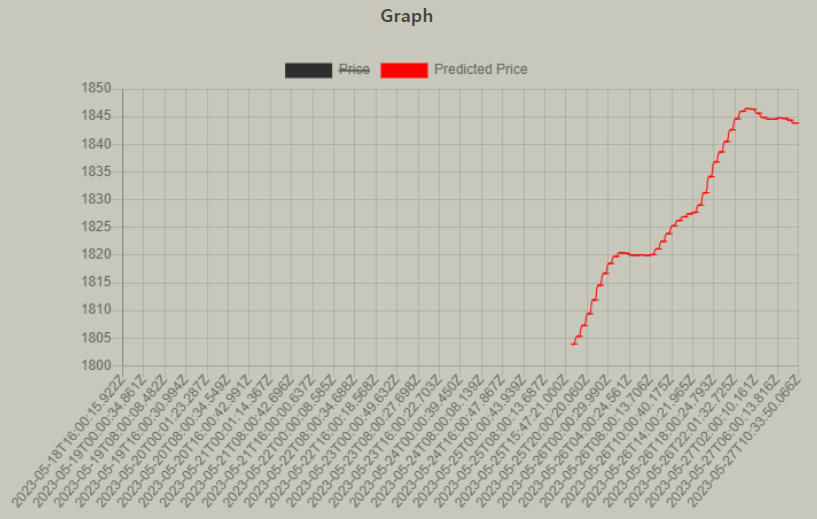 Graph
Price Predicted Price
1850
1845
1840
1835
1830
1825
1820
1815
1810
1805
1800
2023-05-18T16:00:15.922Z
2023-05-19T00:00:34.861Z
2023-05-19T08:00:08.482Z
2023-05-19T16:00:30.994Z
2023-05-20T00:01:23.287Z
2023-05-20T08:00:34.549Z
2023-05-20T16:00:42.991Z
2023-05-21T00:01:14.367Z
2023-05-21T08:00:42.696Z
2023-05-21T16:00:00.637Z
2023-05-22T00:00:08.585Z
2023-05-22T08:00:34.688Z
2023-05-22T16:00:18.568Z
2023-05-23T00:00:49.632Z
2023-05-23T08:00:27.698Z
2023-05-23T16:00:22.703Z
2023-05-24T00:00:39.450Z
2023-05-24T08:00:08.139Z
2023-05-24T16:00:47.867Z
2023-05-25T00:00:43.939Z
2023-05-25T08:00:13.687Z
2023-05-25T15:47:21.000Z
2023-05-25T20:00:20.060Z
2023-05-26T00:00:29.990Z
2023-05-26T04:00:24.561Z
2023-05-26T08:00:13.706Z
2023-05-26T10:00:40.175Z
2023-05-26T14:00:21.965Z
2023-05-26T18:00:24.793Z
2023-05-26T22:01:32.725Z
2023-05-27T02:00:10.161Z
2023-05-27T06:00:13.816Z
2023-05-27T10:33:50.066Z